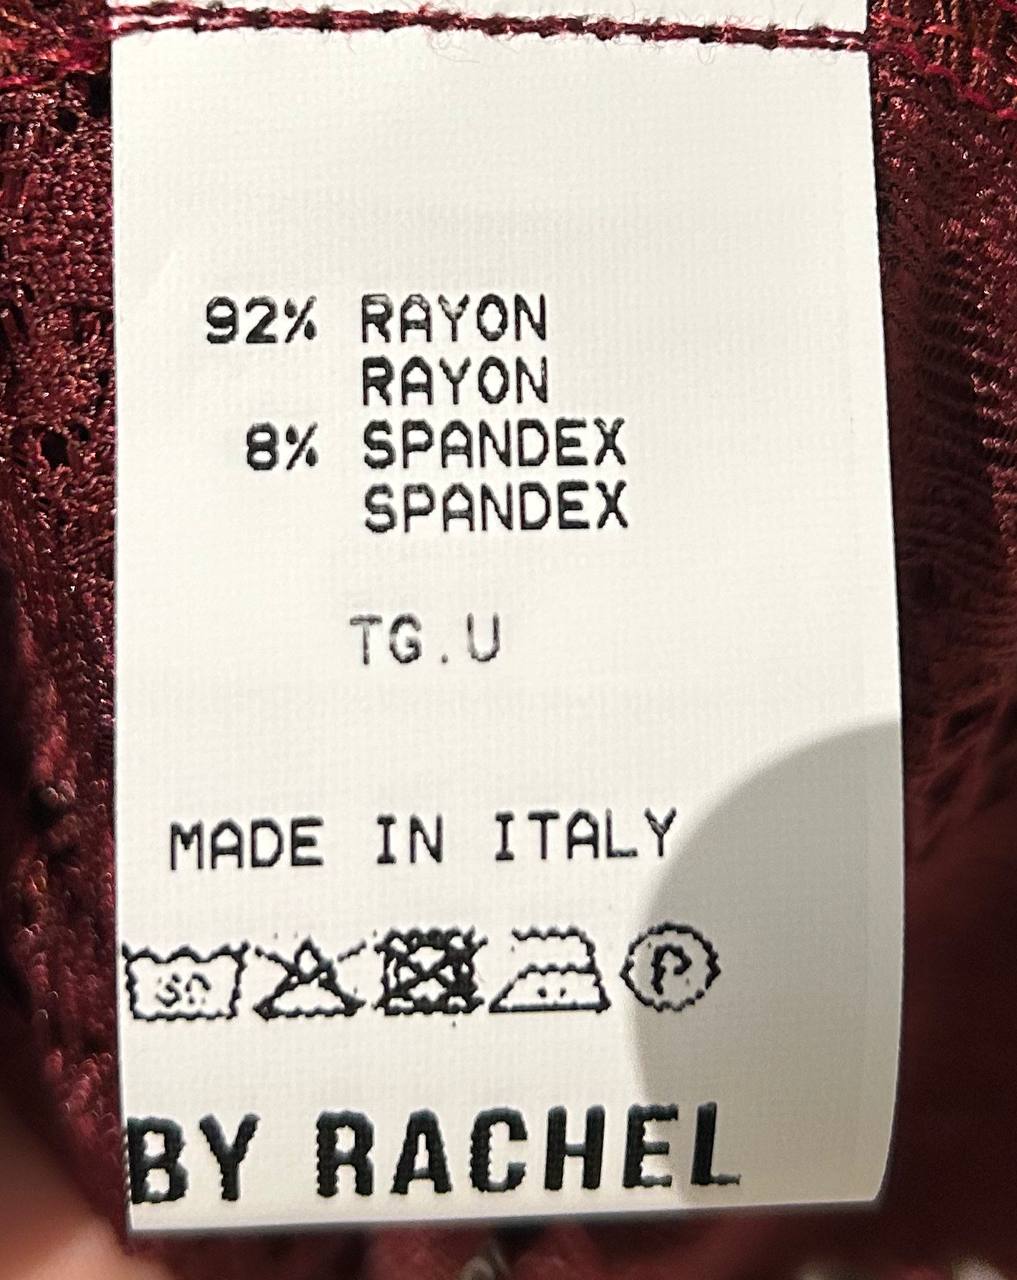 92% RAYON
RAYON
8% SPANDEX
SPANDEX
TG.U
MADE IN ITALY
P
BY RACHEL